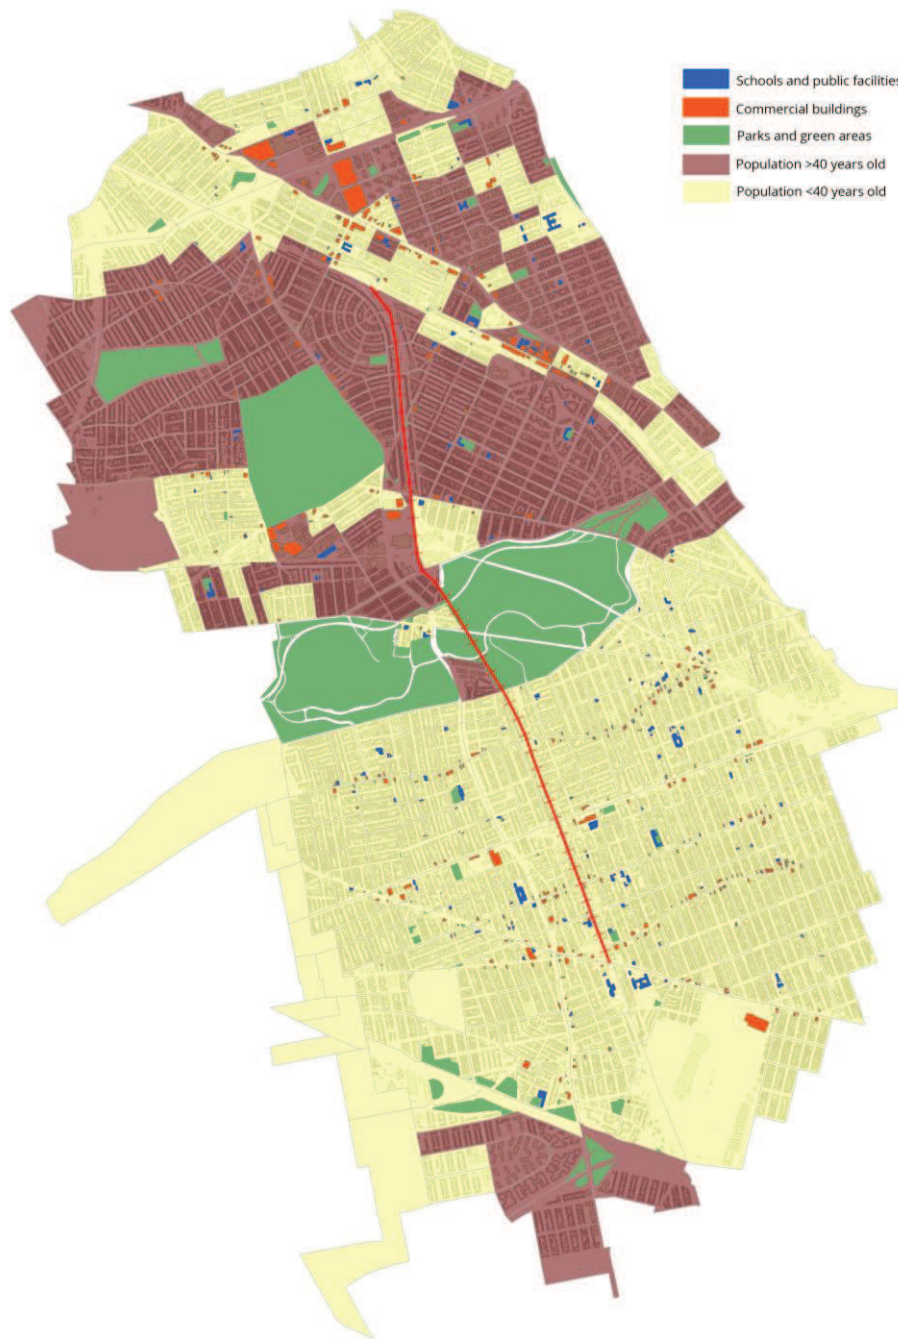 Schools and public facilities
Commercial buildings
Parks and green areas
Population >40 years old
Population <40 years old